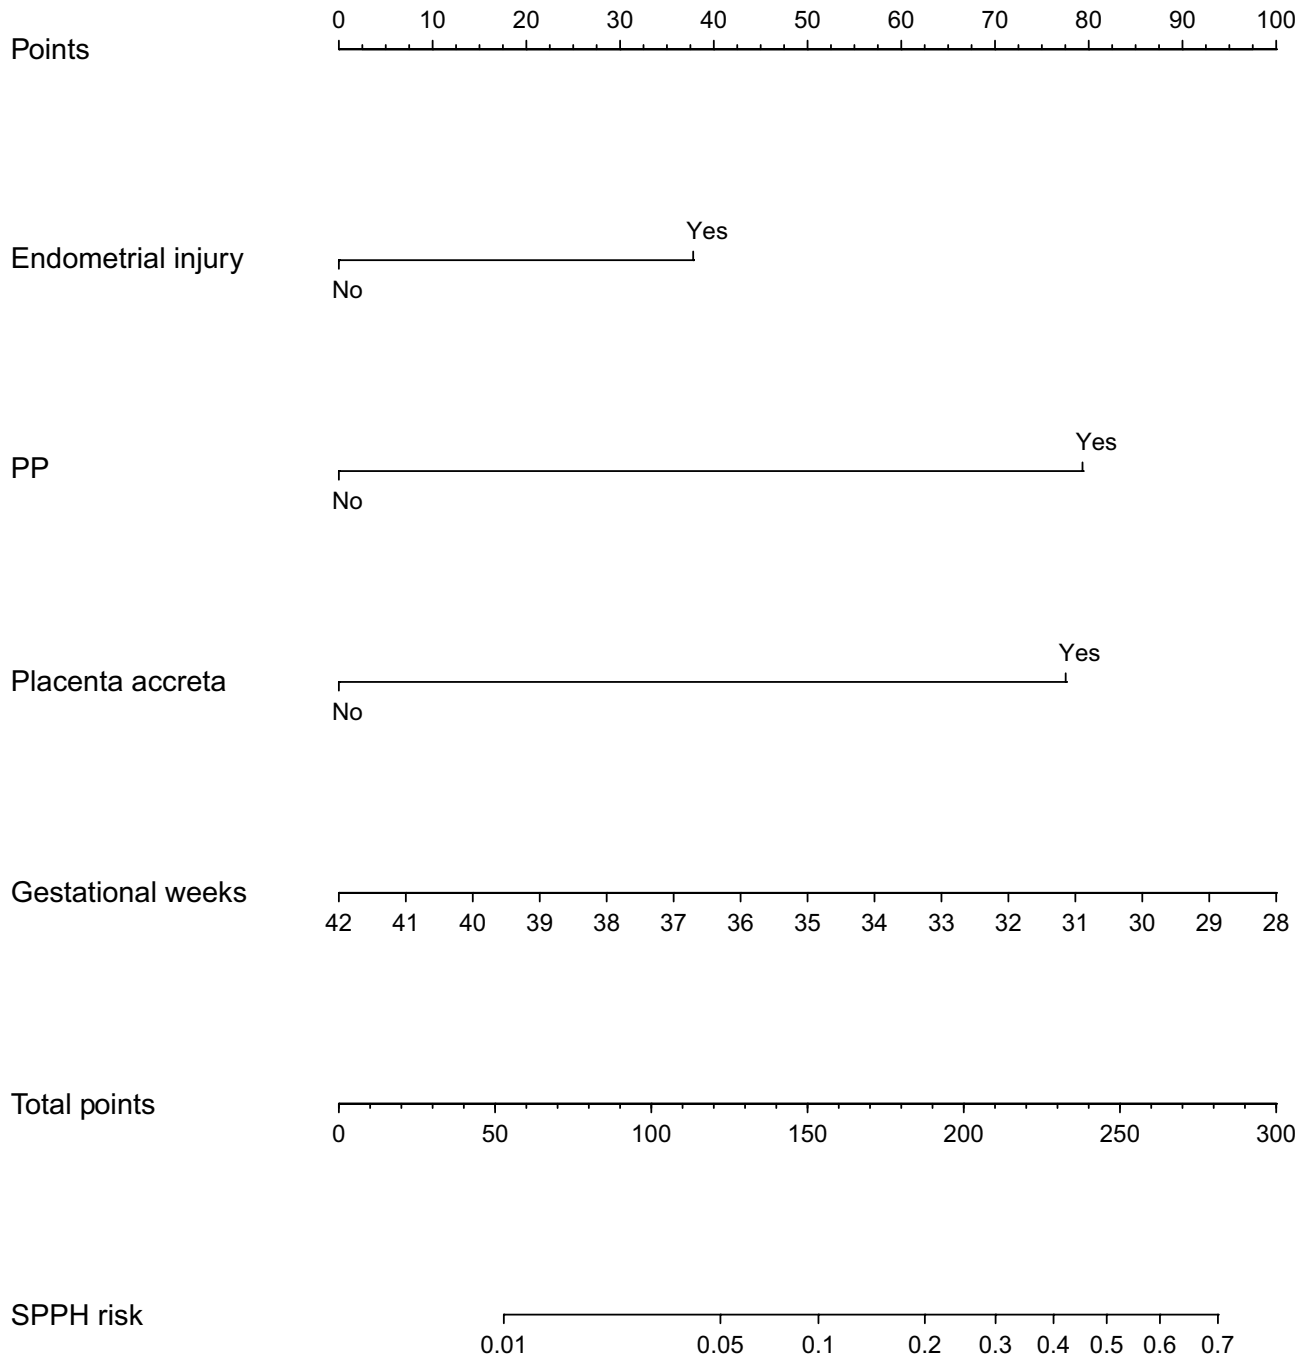 0 10 20 30 40 50 60 70 80 90 100
Points
Yes
Endometrial injury
No
Yes
PP
No
Yes
Placenta accreta
No
Gestational weeks
42 41 40 39 38 37 36 35 34 33 32 31 30 29 28
Total points
0 50 100 150 200 250 300
SPPH risk
0.01 0.05 0.1 0.2 0.3 0.4 0.5 0.6 0.7